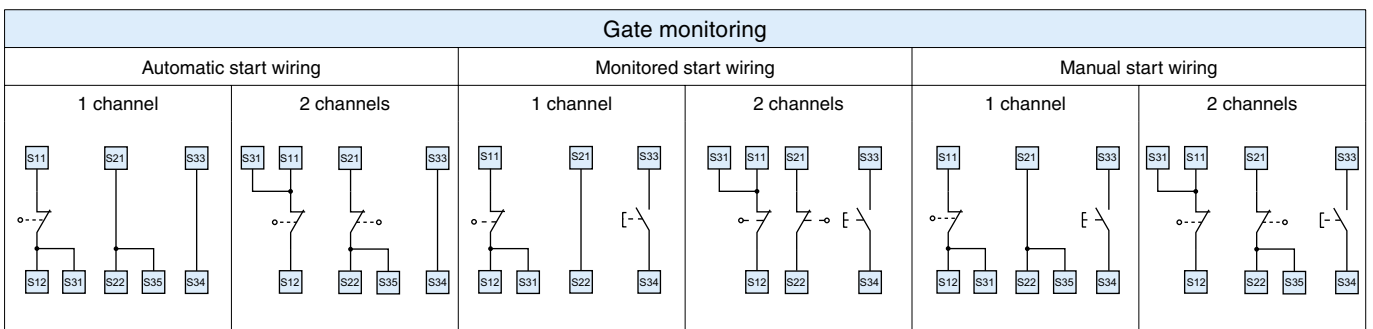 Gate monitoring
Automatic start wiring Monitored start wiring Manual start wiring
1 channel 2 channels 1 channel 2 channels 1 channel 2 channels
S11 S21 S33 S31 S11 S21 S33 S11 S21 S33 S31 S11 S21 S33 S11 S21 S33 S31 S11 S21 S33
S12 S31 S22 S35 S34 S12 S22 S35 S34 S12 S31 S22 S34 S12 S22 S34 S12 S31 S22 S35 S34 S12 S22 S35 S34